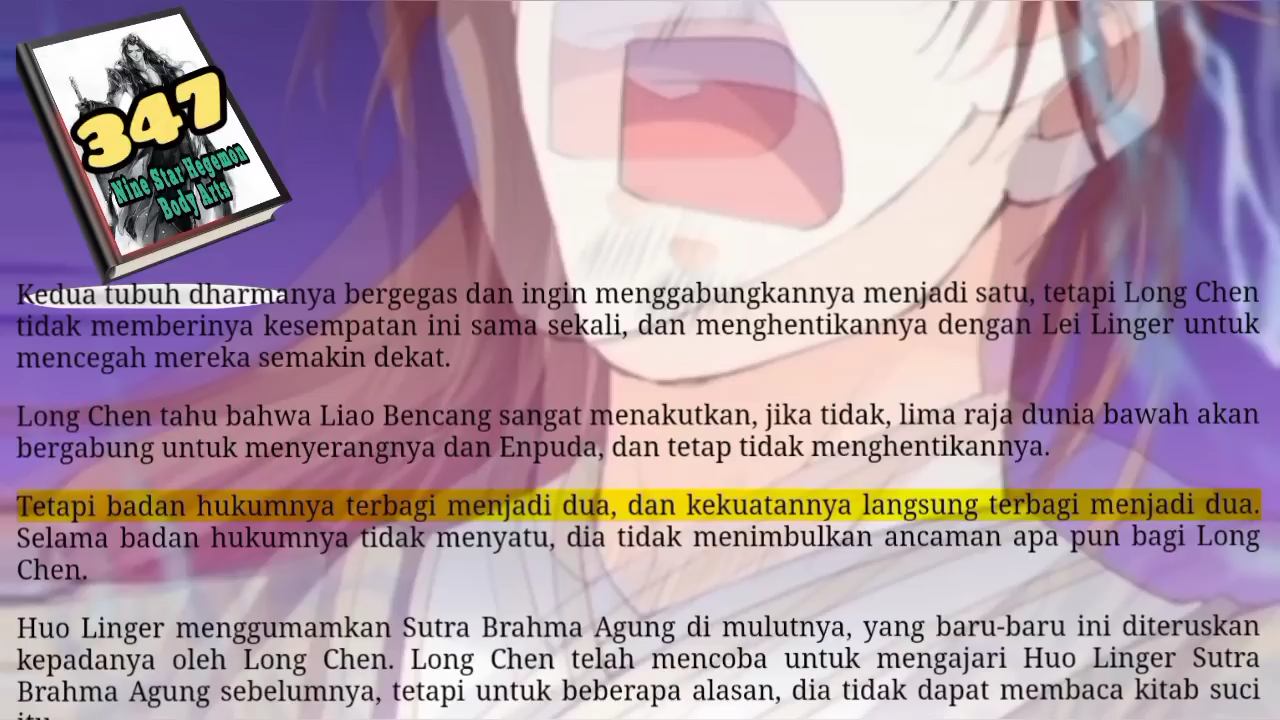 347
Nine Star Hegemon
Body Arts
Kedua tubuh dharmanya bergegas dan ingin menggabungkannya menjadi satu, tetapi Long Chen
tidak memberinya kesempatan ini sama sekali, dan menghentikannya dengan Lei Linger untuk
mencegah mereka semakin dekat.
Long Chen tahu bahwa Liao Bencang sangat menakutkan, jika tidak, lima raja dunia bawah akan
bergabung untuk menyerangnya dan Enpuda, dan tetap tidak menghentikannya.
Tetapi badan hukumnya terbagi menjadi dua, dan kekuatannya langsung terbagi menjadi dua.
Selama badan hukumnya tidak menyatu, dia tidak menimbulkan ancaman apa pun bagi Long
Chen.
Huo Linger menggumamkan Sutra Brahma Agung di mulutnya, yang baru-baru ini diteruskan
kepadanya oleh Long Chen. Long Chen telah mencoba untuk mengajari Huo Linger Sutra
Brahma Agung sebelumnya, tetapi untuk beberapa alasan, dia tidak dapat membaca kitab suci